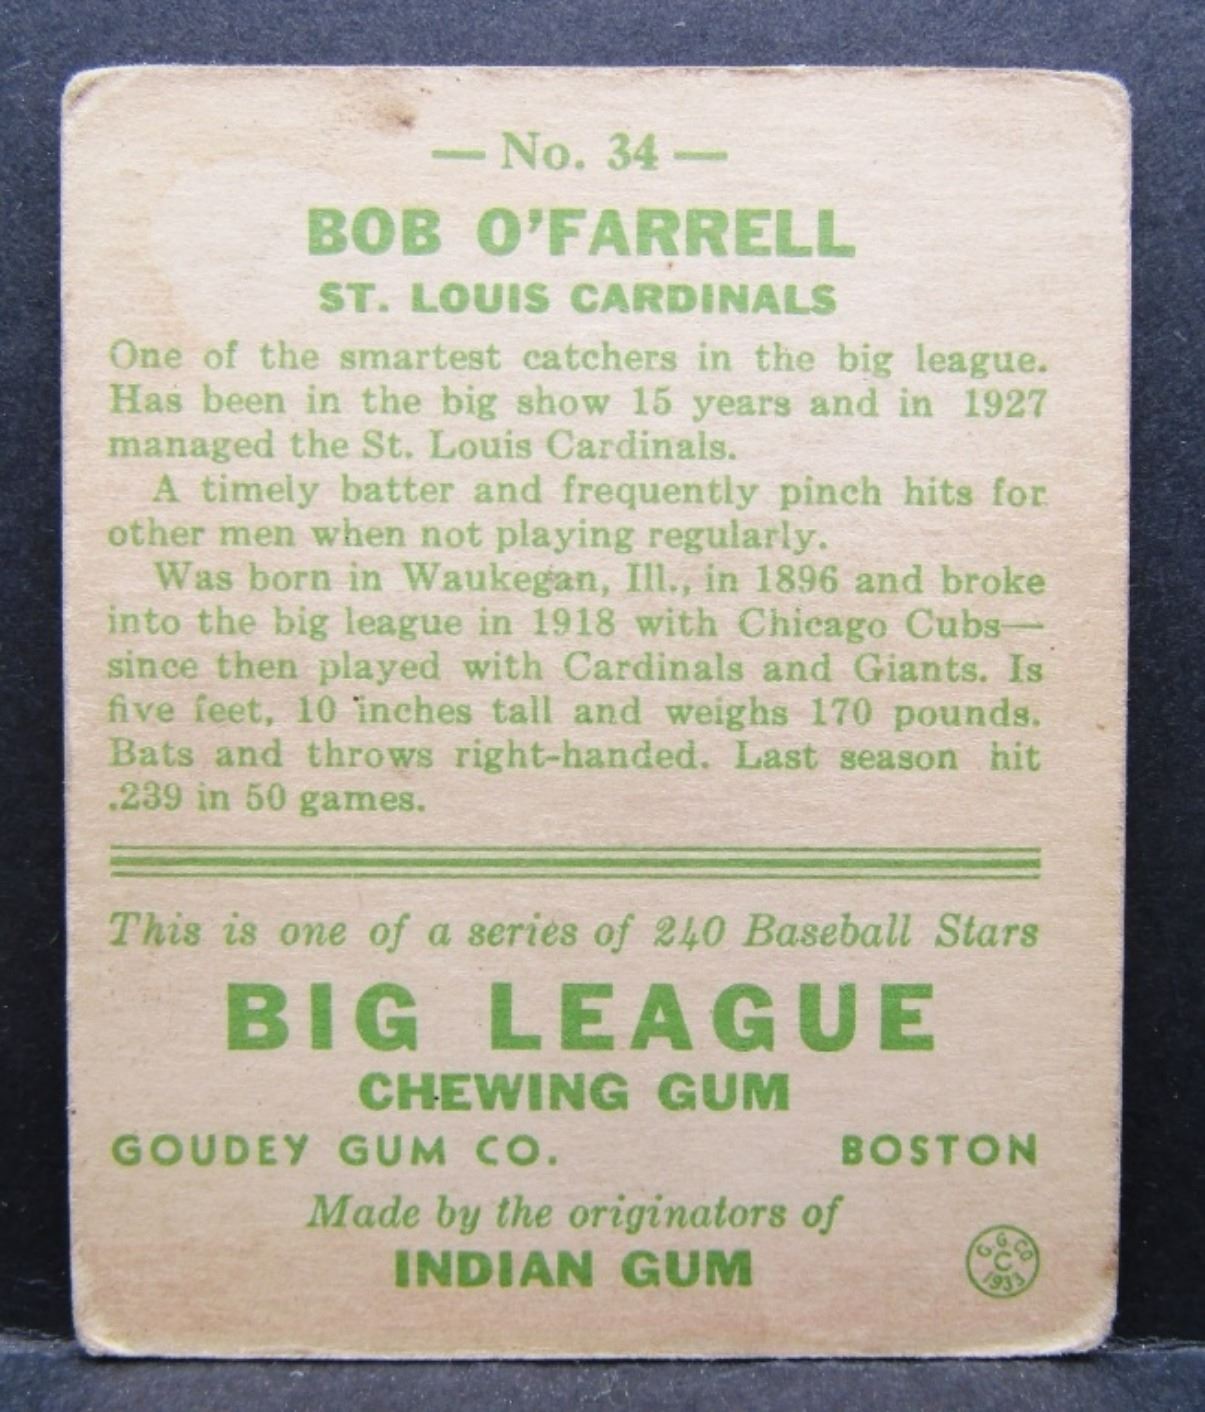 — No. 34 —
BOB O'FARRELL
ST. LOUIS CARDINALS
One of the smartest catchers in the big league.
Has been in the big show 15 years and in 1927
managed the St. Louis Cardinals.
A timely batter and frequently pinch hits for
other men when not playing regularly.
Was born in Waukegan, Ill., in 1896 and broke
into the big league in 1918 with Chicago Cubs—
since then played with Cardinals and Giants. Is
five feet, 10 inches tall and weighs 170 pounds.
Bats and throws right-handed. Last season hit
.239 in 50 games.
This is one of a series of 240 Baseball Stars
BIG LEAGUE
CHEWING GUM
GOUDEY GUM CO. BOSTON
Made by the originators of
INDIAN GUM
G. G. CO
C
1933